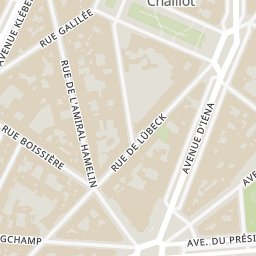 Chaillot
AVENUE KLÉBER
RUE GALILÉE
RUE DE L'AMIRAL HAMELIN
RUE BOISSIÈRE
RUE DE LÜBECK
AVENUE D'IÉNA
GCHAMP
AVE. DU PRÉSI